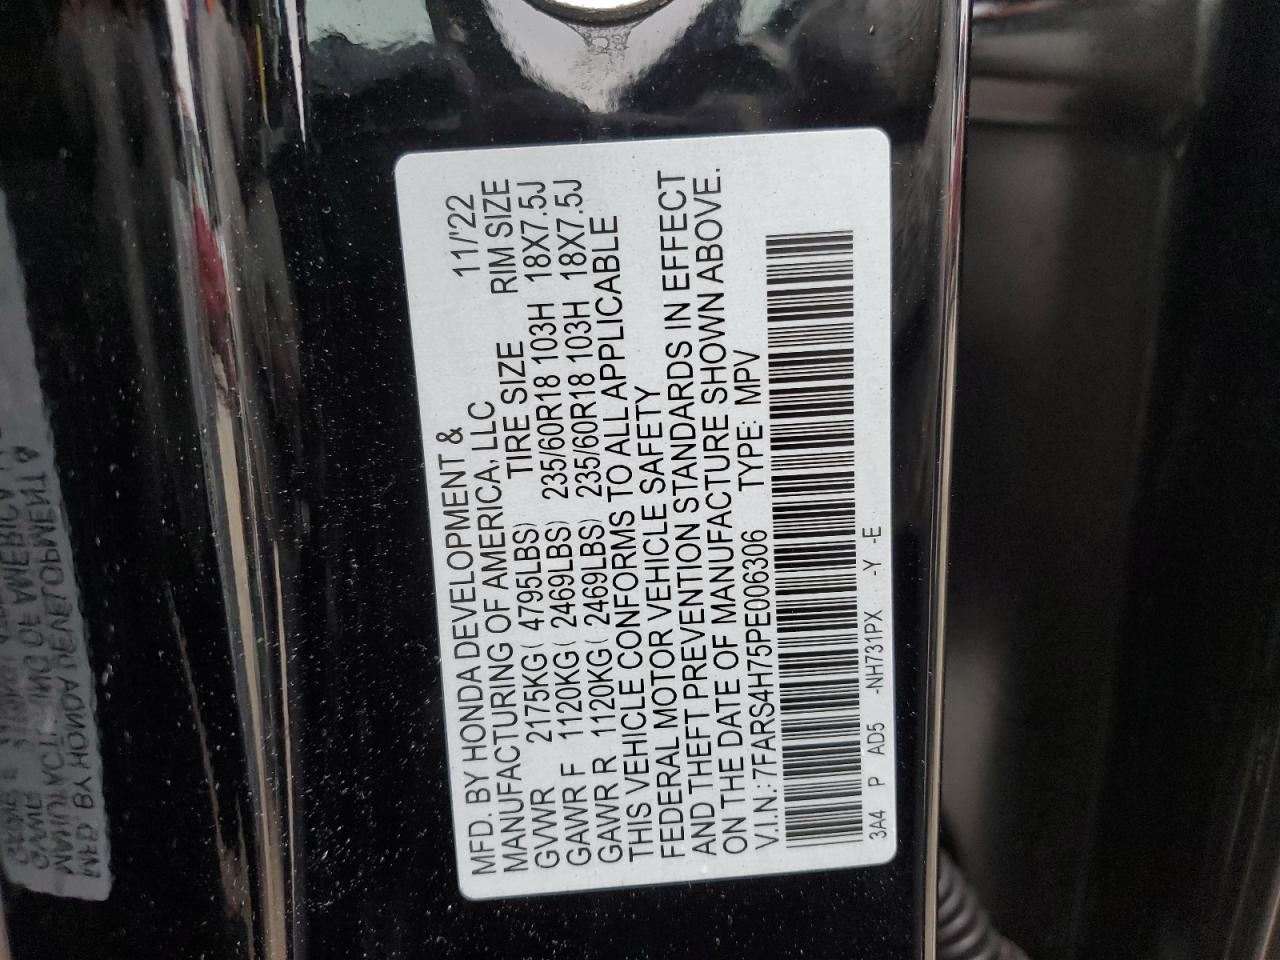 MFD. BY HONDA DEVELOPMENT & 11/'22
MANUFACTURING OF AMERICA, LLC
TIRE SIZE RIM SIZE
GVWR 2175KG( 4795LBS) 235/60R18 103H 18X7.5J
GAWR F 1120KG( 2469LBS) 235/60R18 103H 18X7.5J
GAWR R 1120KG( 2469LBS)
THIS VEHICLE CONFORMS TO ALL APPLICABLE
FEDERAL MOTOR VEHICLE SAFETY
AND THEFT PREVENTION STANDARDS IN EFFECT
ON THE DATE OF MANUFACTURE SHOWN ABOVE.
V.I.N.: 7FARS4H75PE006306 TYPE: MPV
3A4 P AD5 -NH731PX -Y -E